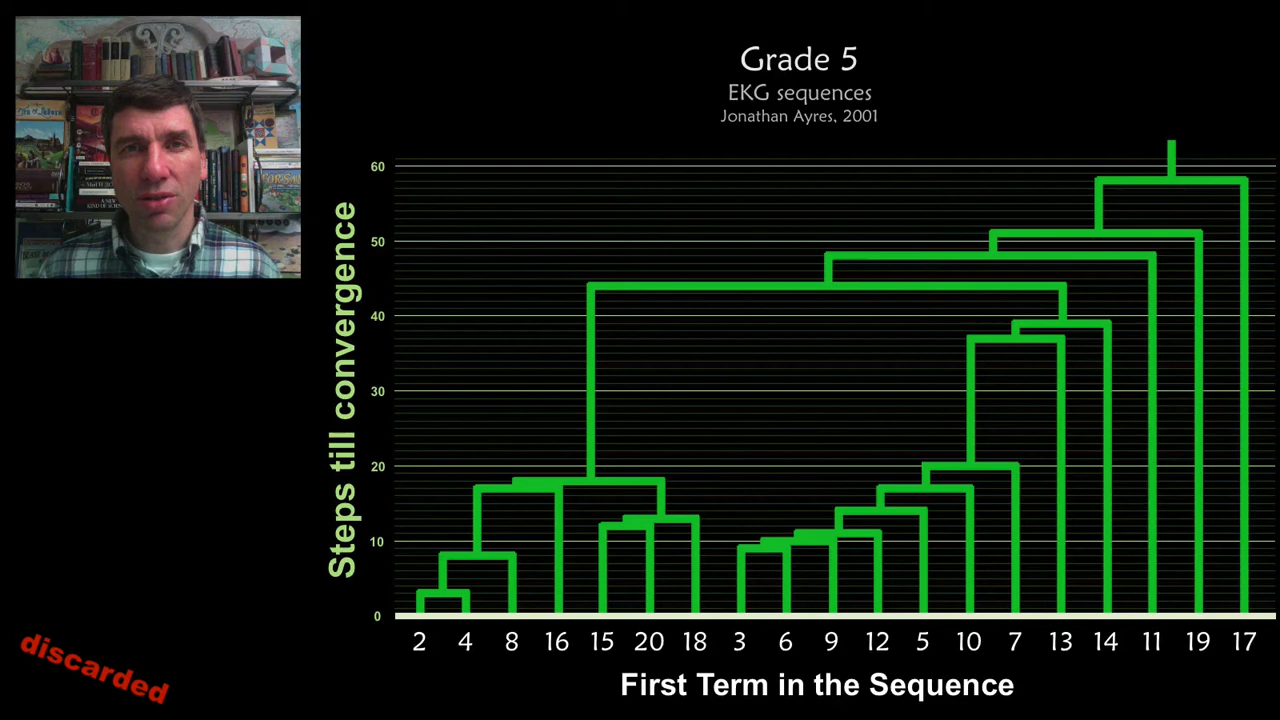 Grade 5
EKG sequences
Jonathan Ayres, 2001
Steps till convergence
60
50
40
30
20
10
0
2 4 8 16 15 20 18 3 6 9 12 5 10 7 13 14 11 19 17
First Term in the Sequence
discarded